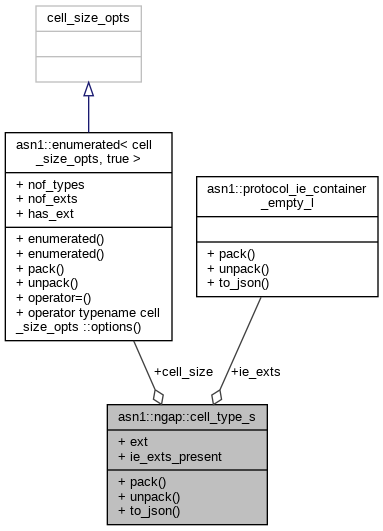 cell_size_opts
asn1::enumerated< cell
_size_opts, true >
+ nof_types
+ nof_exts
+ has_ext
+ enumerated()
+ enumerated()
+ pack()
+ unpack()
+ operator=()
+ operator typename cell
_size_opts ::options()
asn1::protocol_ie_container
_empty_l
+ pack()
+ unpack()
+ to_json()
+cell_size
+ie_exts
asn1::ngap::cell_type_s
+ ext
+ ie_exts_present
+ pack()
+ unpack()
+ to_json()